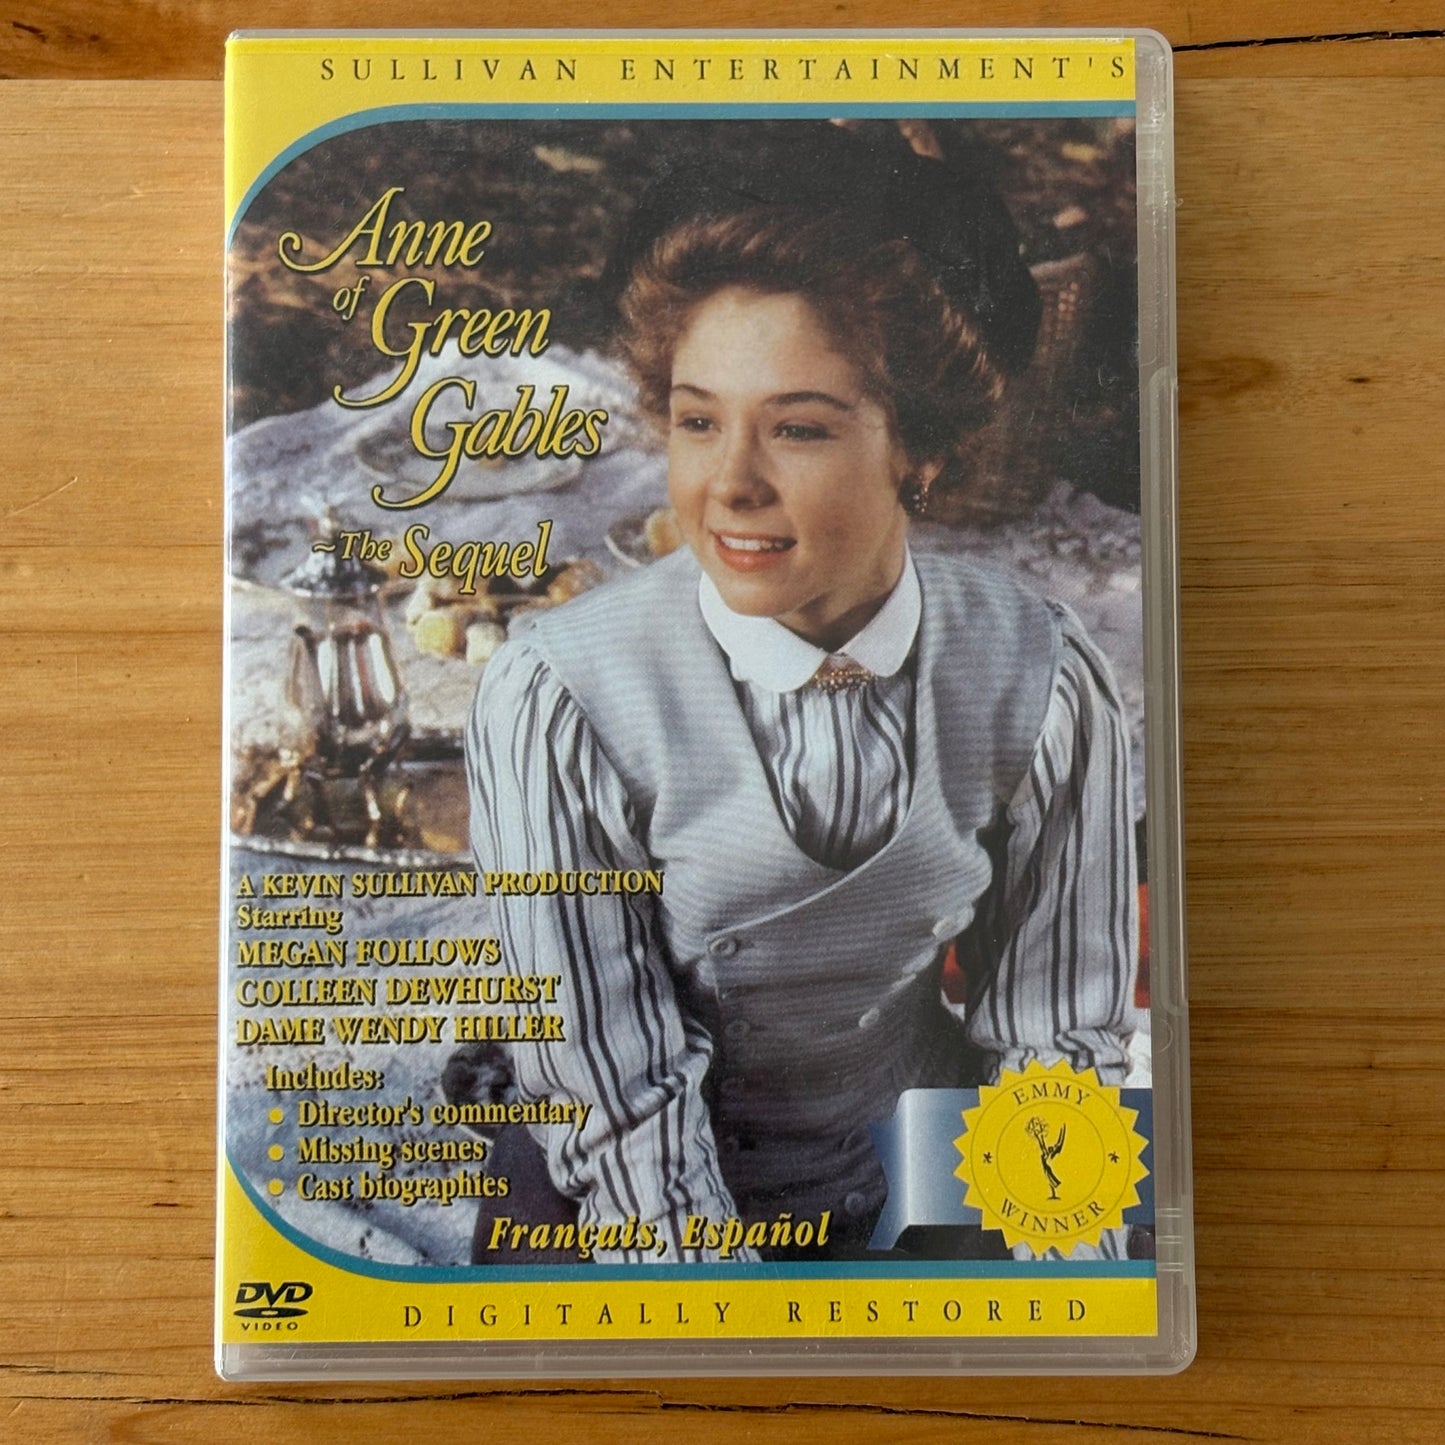 SULLIVAN ENTERTAINMENT'S
Anne
of Green
Gables
~The Sequel
A KEVIN SULLIVAN PRODUCTION
Starring
MEGAN FOLLOWS
COLLEEN DEWHURST
DAME WENDY HILLER
Includes:
• Director's commentary
• Missing scenes
• Cast biographies
Français, Español
EMMY
* *
WINNER
DVD
VIDEO
DIGITALLY RESTORED